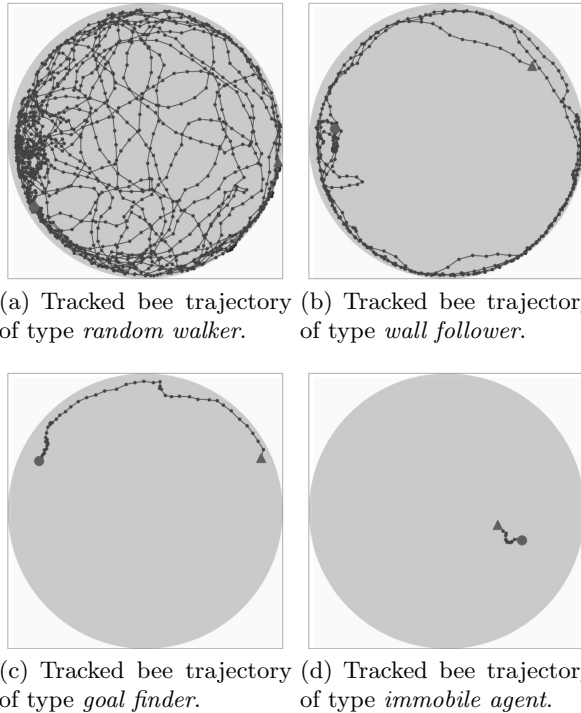 (a) Tracked bee trajectory
of type random walker.
(b) Tracked bee trajectory
of type wall follower.
(c) Tracked bee trajectory
of type goal finder.
(d) Tracked bee trajectory
of type immobile agent.